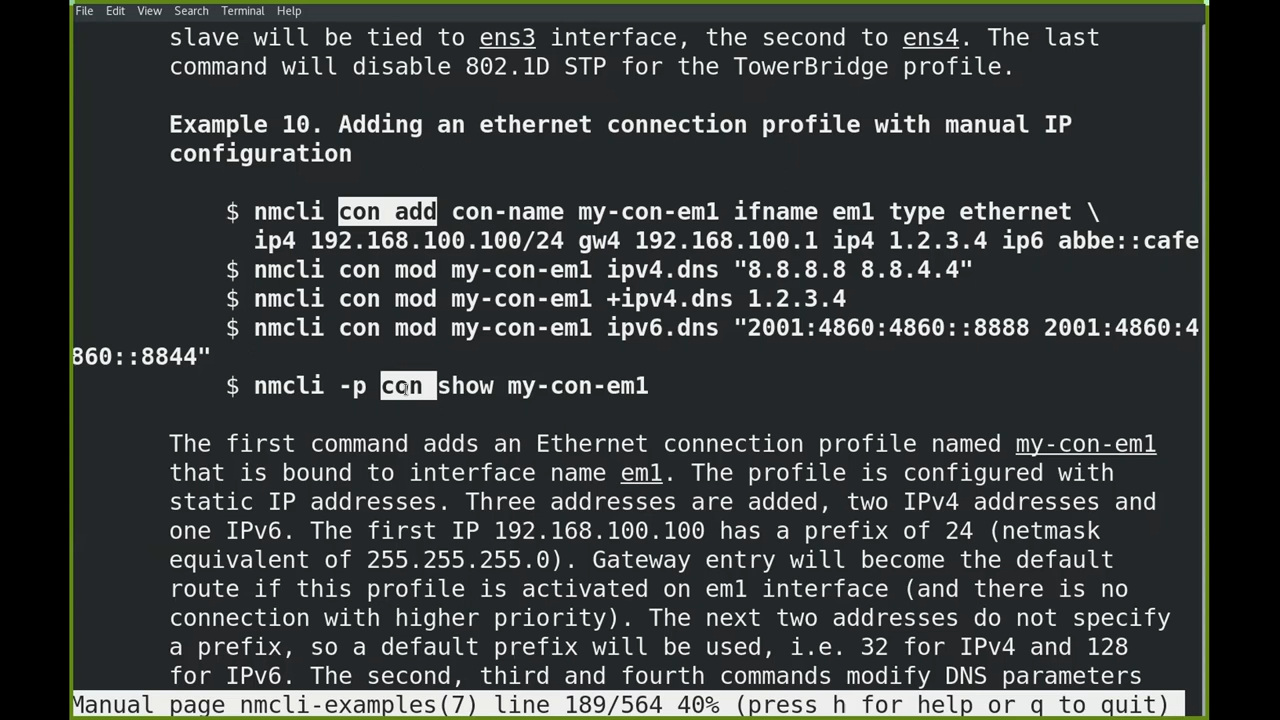 File Edit View Search Terminal Help
slave will be tied to ens3 interface, the second to ens4. The last
command will disable 802.1D STP for the TowerBridge profile.
Example 10. Adding an ethernet connection profile with manual IP
configuration
$ nmcli con add con-name my-con-em1 ifname em1 type ethernet \
ip4 192.168.100.100/24 gw4 192.168.100.1 ip4 1.2.3.4 ip6 abbe::cafe
$ nmcli con mod my-con-em1 ipv4.dns "8.8.8.8 8.8.4.4"
$ nmcli con mod my-con-em1 +ipv4.dns 1.2.3.4
$ nmcli con mod my-con-em1 ipv6.dns "2001:4860:4860::8888 2001:4860:4
860::8844"
$ nmcli -p con show my-con-em1
The first command adds an Ethernet connection profile named my-con-em1
that is bound to interface name em1. The profile is configured with
static IP addresses. Three addresses are added, two IPv4 addresses and
one IPv6. The first IP 192.168.100.100 has a prefix of 24 (netmask
equivalent of 255.255.255.0). Gateway entry will become the default
route if this profile is activated on em1 interface (and there is no
connection with higher priority). The next two addresses do not specify
a prefix, so a default prefix will be used, i.e. 32 for IPv4 and 128
for IPv6. The second, third and fourth commands modify DNS parameters
Manual page nmcli-examples(7) line 189/564 40% (press h for help or q to quit)